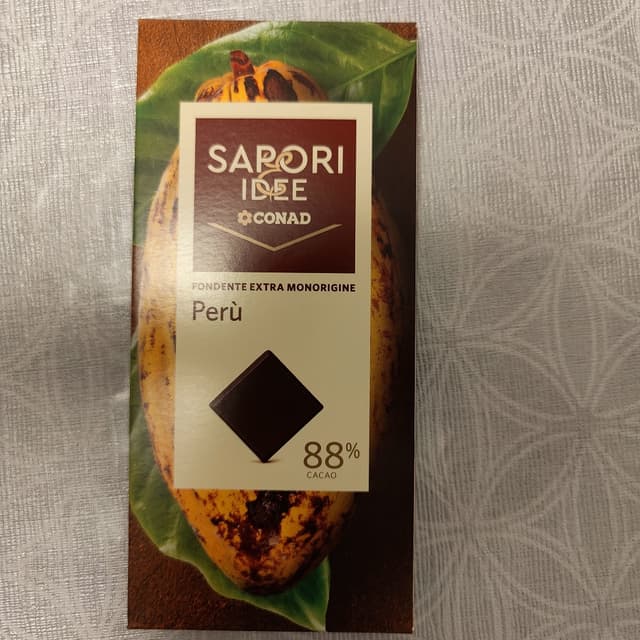 SAPORI
&
IDEE
CONAD
FONDENTE EXTRA MONORIGINE
Perù
88%
CACAO